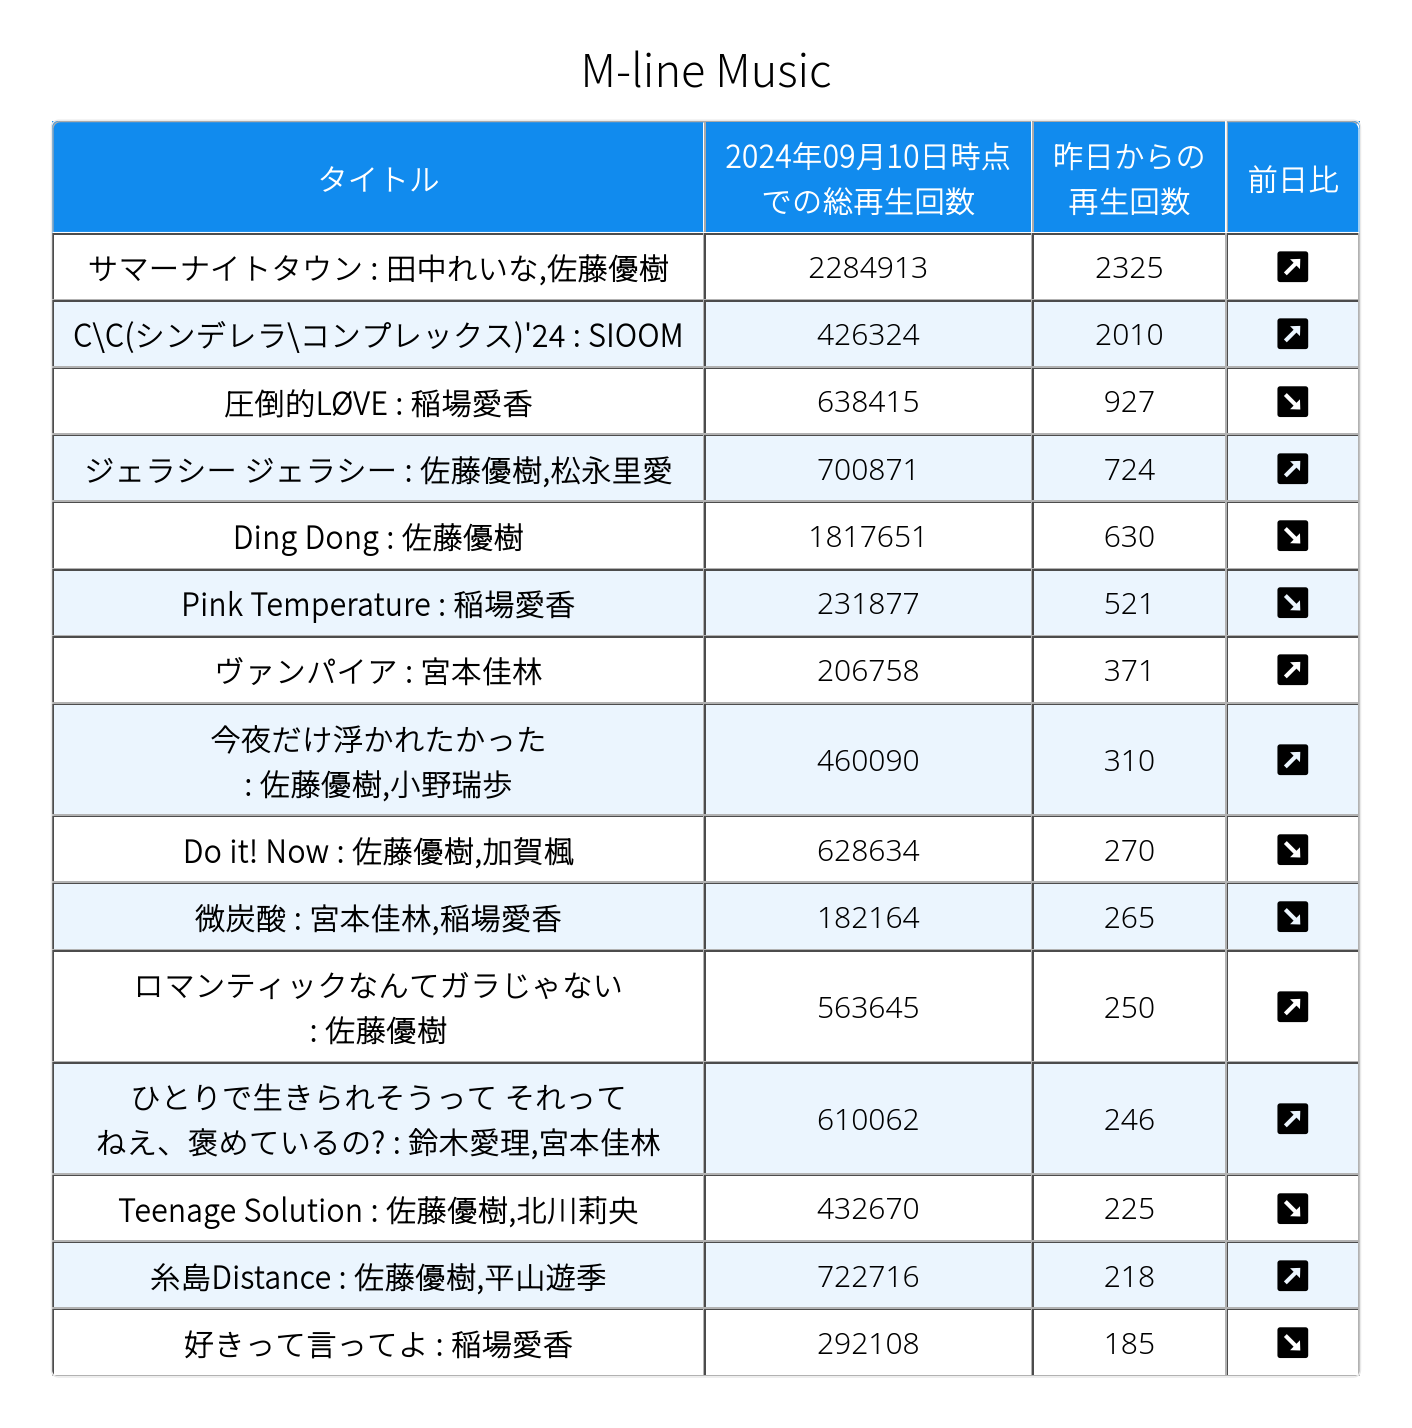 M-line Music
タイトル
2024年09月10日時点
での総再生回数
昨日からの
再生回数
前日比
サマーナイトタウン : 田中れいな,佐藤優樹 2284913 2325
C\C(シンデレラ\コンプレックス)'24 : SIOOM 426324 2010
圧倒的LØVE : 稲場愛香 638415 927
ジェラシー ジェラシー : 佐藤優樹,松永里愛 700871 724
Ding Dong : 佐藤優樹 1817651 630
Pink Temperature : 稲場愛香 231877 521
ヴァンパイア : 宮本佳林 206758 371
今夜だけ浮かれたかった
: 佐藤優樹,小野瑞歩 460090 310
Do it! Now : 佐藤優樹,加賀楓 628634 270
微炭酸 : 宮本佳林,稲場愛香 182164 265
ロマンティックなんてガラじゃない
: 佐藤優樹 563645 250
ひとりで生きられそうって それって
ねえ、褒めているの? : 鈴木愛理,宮本佳林 610062 246
Teenage Solution : 佐藤優樹,北川莉央 432670 225
糸島Distance : 佐藤優樹,平山遊季 722716 218
好きって言ってよ : 稲場愛香 292108 185